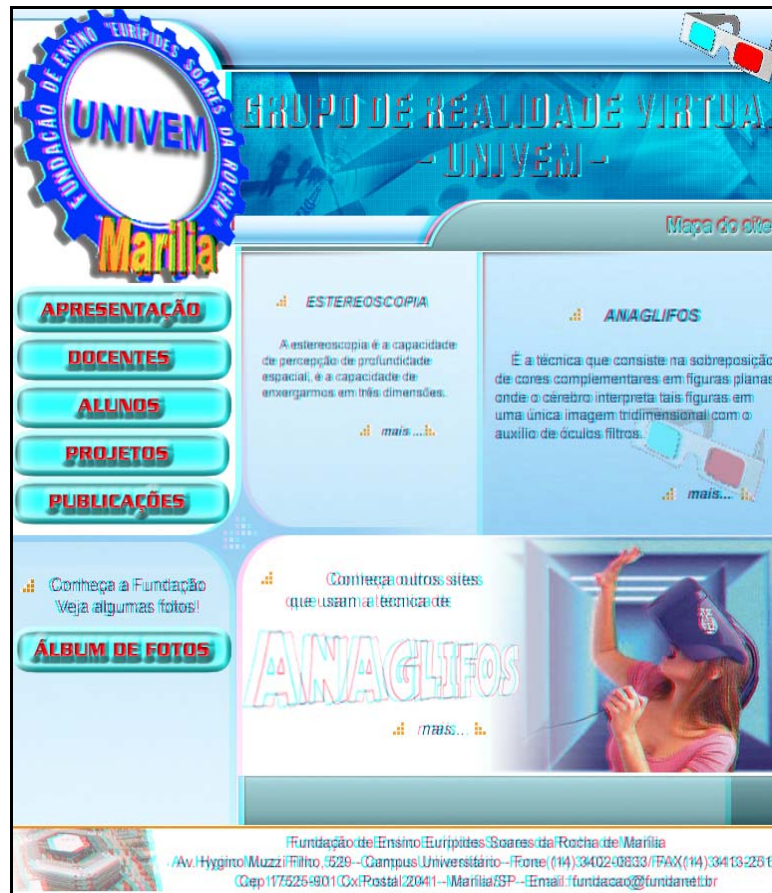 FUNDAÇÃO DE ENSINO "EURÍPIDES SOARES DA ROCHA"
UNIVEM
Marília
GRUPO DE REALIDADE VIRTUA
- UNIVEM -
Mapa do site
APRESENTAÇÃO
DOCENTES
ALUNOS
PROJETOS
PUBLICAÇÕES
ESTEREOSCOPIA
A estereoscopia é a capacidade
de percepção de profundidade
espacial, é a capacidade de
enxergarmos em três dimensões.
mais ...
ANAGLIFOS
É a técnica que consiste na sobreposição
de cores complementares em figuras planas
onde o cérebro interpreta tais figuras em
uma única imagem tridimensional com o
auxílio de óculos filtros.
mais...
Conheça a Fundação
Veja algumas fotos!
ÁLBUM DE FOTOS
Conheça outros sites
que usam a técnica de
ANAGLIFOS
mais...
Fundação de Ensino Eurípides Soares da Rocha de Marília
Av. Hygino Muzzi Filho, 529 - Campus Universitário - Fone (14) 3402-0833 / FAX(14) 3413-251
Cep 17525-901 Cx.Postal 2041 - Marília/SP - Email: fundacao@fundanet.br